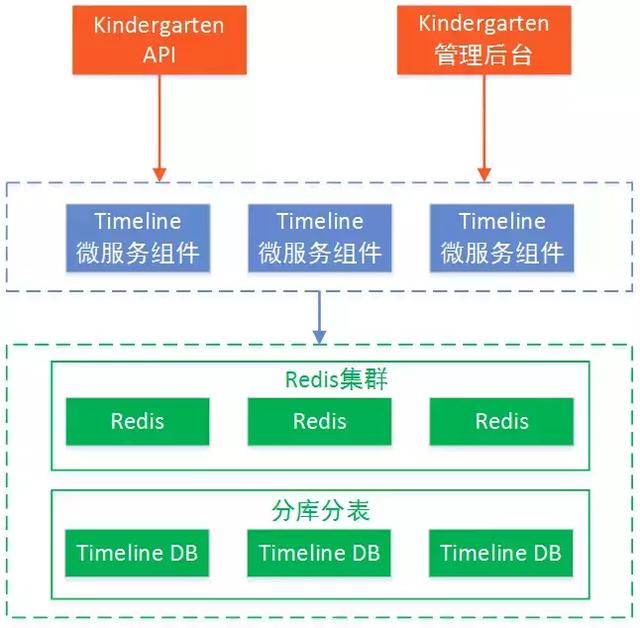 Kindergarten
API
Kindergarten
管理后台
Timeline
微服务组件
Timeline
微服务组件
Timeline
微服务组件
Redis集群
Redis
Redis
Redis
分库分表
Timeline DB
Timeline DB
Timeline DB